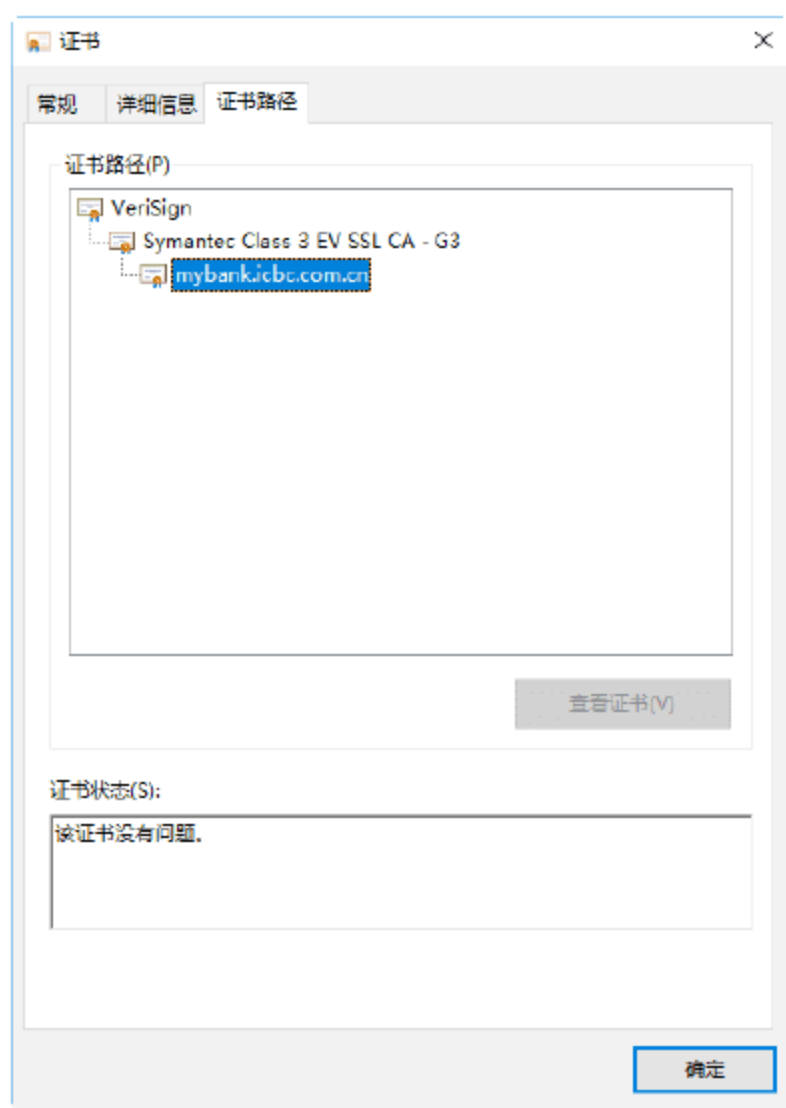 证书
常规 详细信息 证书路径
证书路径(P)
VeriSign
Symantec Class 3 EV SSL CA - G3
mybank.icbc.com.cn
查看证书(V)
证书状态(S):
该证书没有问题。
确定